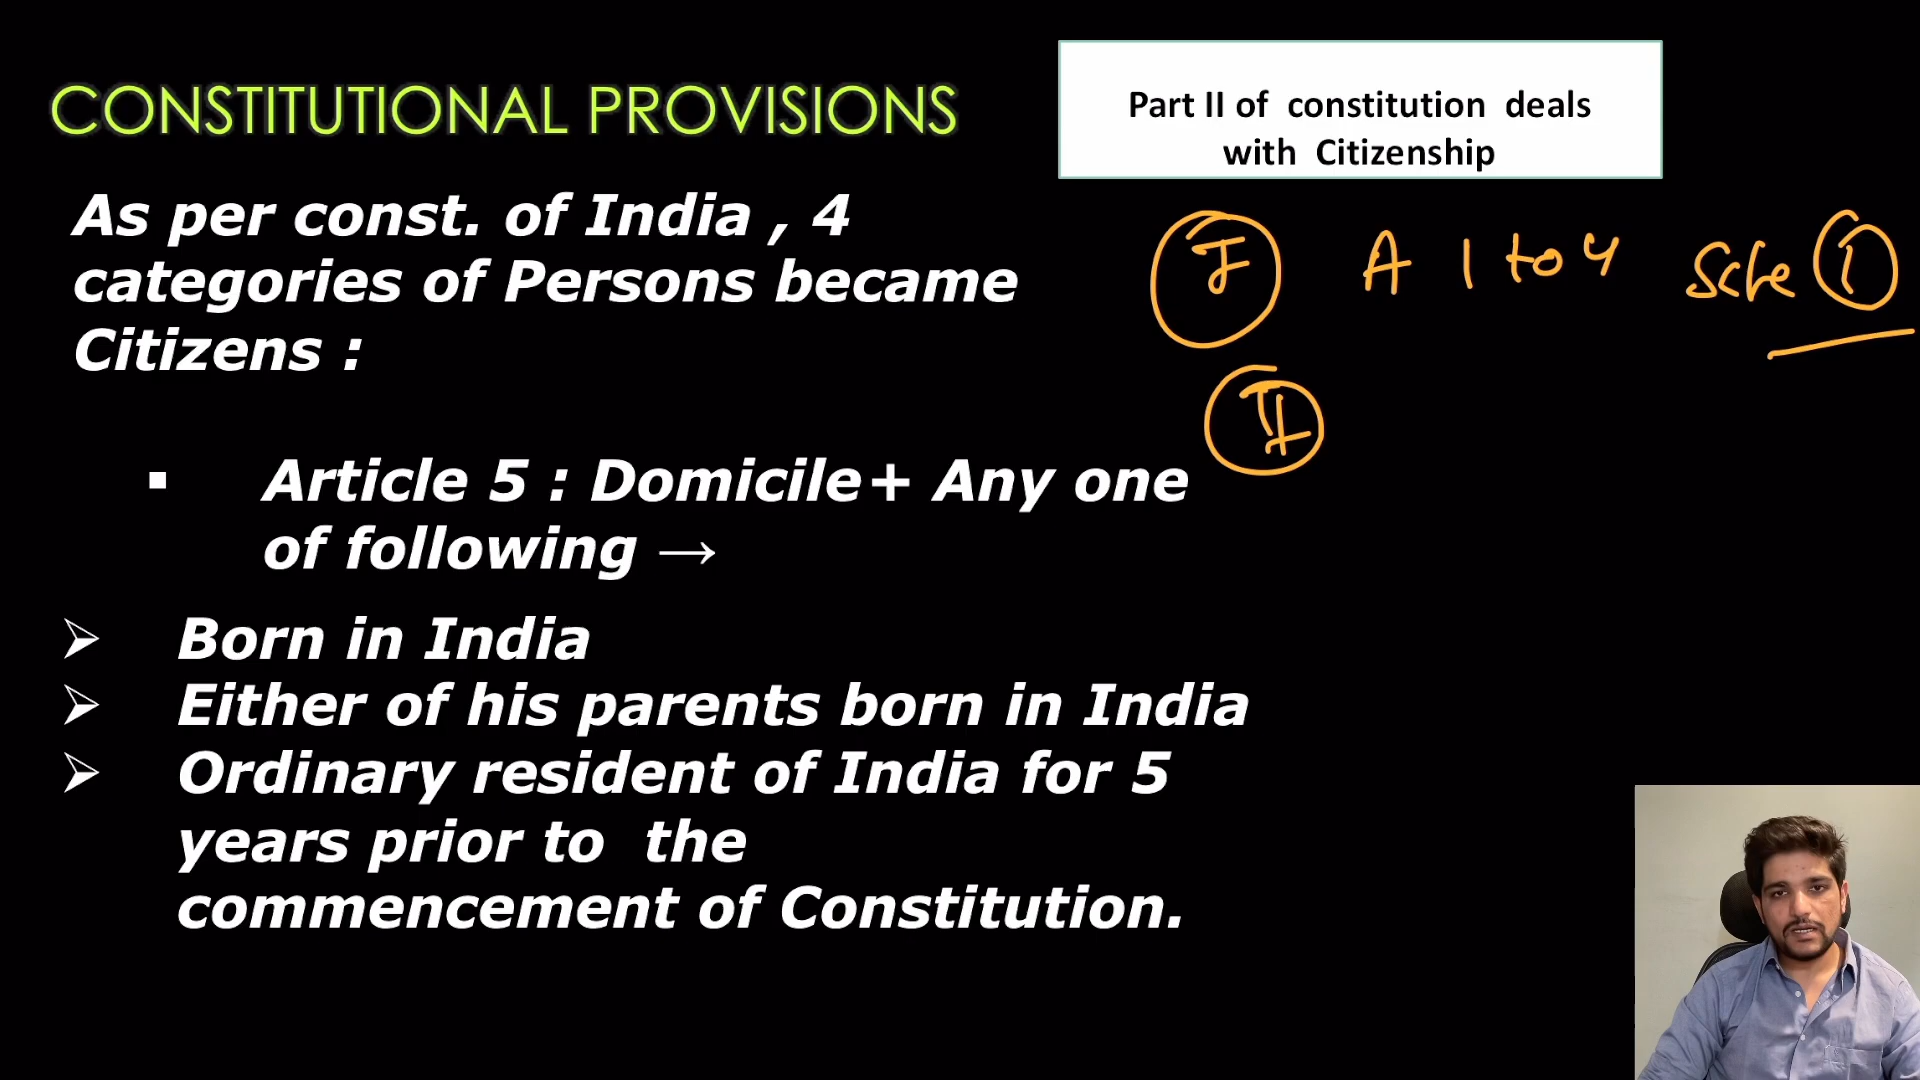 CONSTITUTIONAL PROVISIONS
Part II of constitution deals
with Citizenship
As per const. of India , 4
categories of Persons became
Citizens :
I A 1 to 4 Sche 1
II
▪ Article 5 : Domicile+ Any one
of following →
➢ Born in India
➢ Either of his parents born in India
➢ Ordinary resident of India for 5
years prior to the
commencement of Constitution.